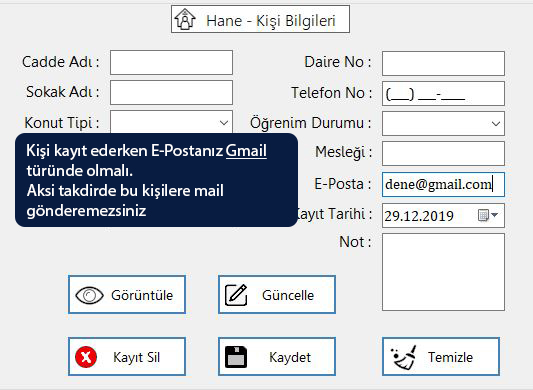 Hane - Kişi Bilgileri
Cadde Adı :
Daire No :
Sokak Adı :
Telefon No : (__) __-___
Konut Tipi :
Öğrenim Durumu :
Kişi kayıt ederken E-Postanız Gmail
türünde olmalı.
Aksi takdirde bu kişilere mail
gönderemezsiniz
Mesleği :
E-Posta : dene@gmail.com
Kayıt Tarihi : 29.12.2019
Not :
Görüntüle
Güncelle
Kayıt Sil
Kaydet
Temizle